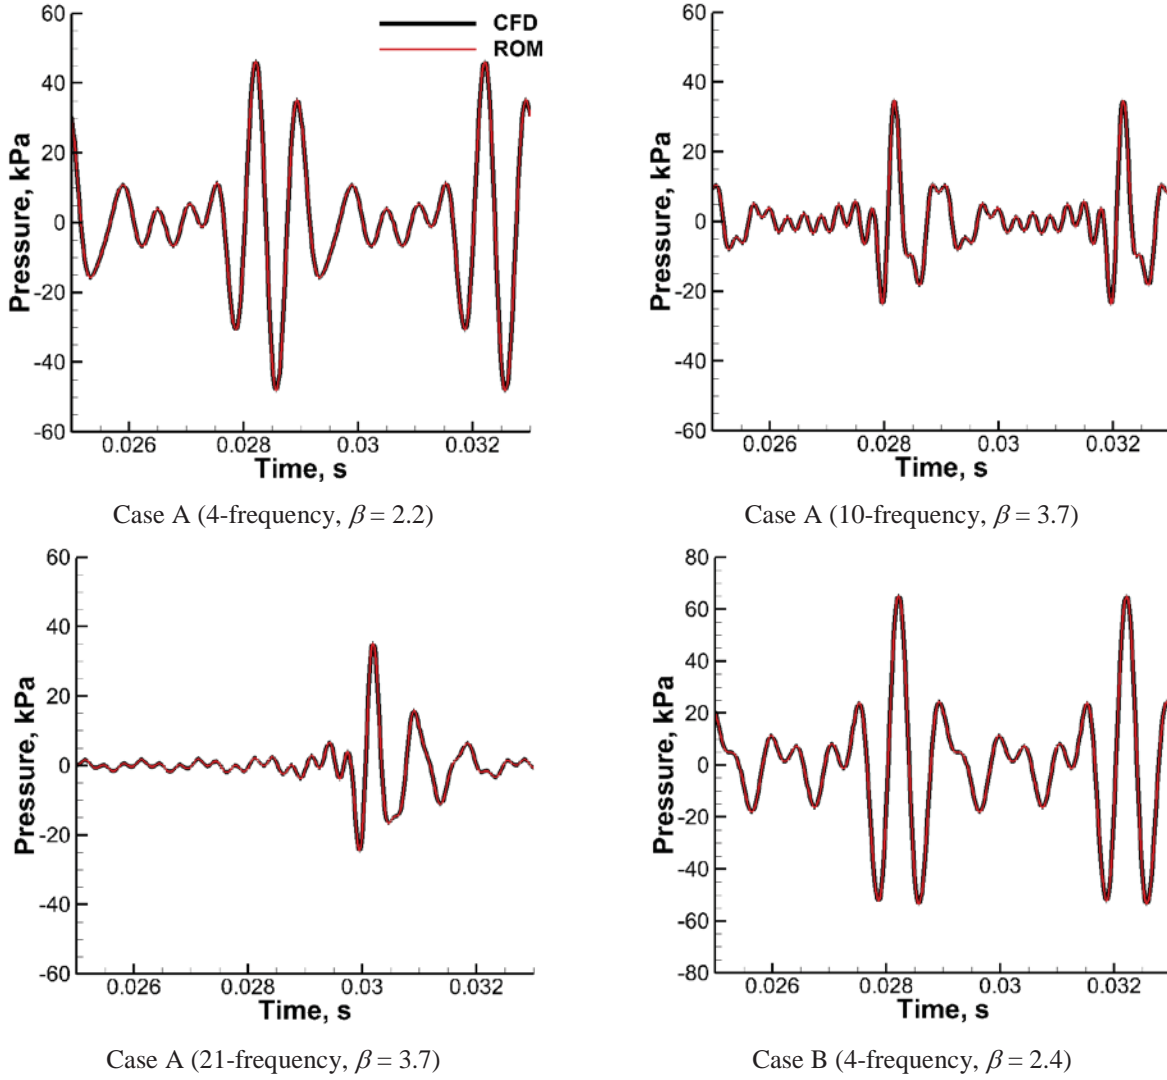 60
40
20
0
-20
-40
-60
Pressure, kPa
0.026 0.028 0.03 0.032
Time, s
CFD
ROM
Case A (4-frequency, β = 2.2)
60
40
20
0
-20
-40
-60
Pressure, kPa
0.026 0.028 0.03 0.032
Time, s
Case A (10-frequency, β = 3.7)
60
40
20
0
-20
-40
-60
Pressure, kPa
0.026 0.028 0.03 0.032
Time, s
Case A (21-frequency, β = 3.7)
80
60
40
20
0
-20
-40
-60
-80
Pressure, kPa
0.026 0.028 0.03 0.032
Time, s
Case B (4-frequency, β = 2.4)